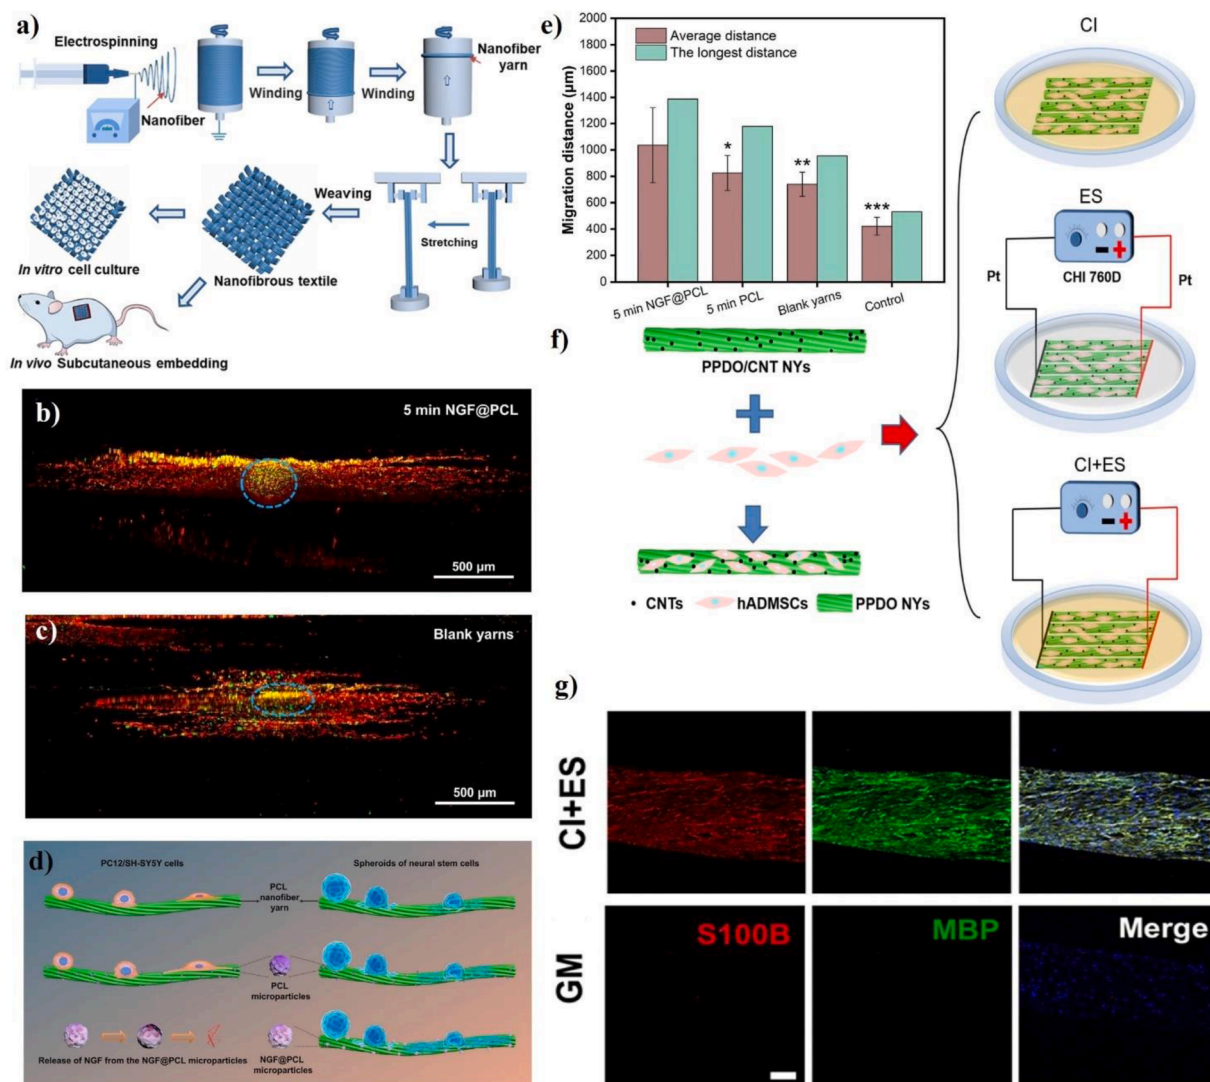 a)
Electrospinning
Nanofiber
Winding
Winding
Nanofiber
yarn
Stretching
Weaving
Nanofibrous textile
In vitro cell culture
In vivo Subcutaneous embedding
b)
5 min NGF@PCL
500 µm
c)
Blank yarns
500 µm
d)
PC12/SH-SY5Y cells
Spheroids of neural stem cells
PCL
nanofiber
yarn
PCL
microparticles
Release of NGF from the NGF@PCL microparticles
NGF@PCL
microparticles
e)
Migration distance (µm)
2000
1800
1600
1400
1200
1000
800
600
400
200
0
Average distance
The longest distance
*
**
***
5 min NGF@PCL
5 min PCL
Blank yarns
Control
f)
PPDO/CNT NYs
CNTs
hADMSCs
PPDO NYs
CI
ES
Pt
CHI 760D
Pt
CI+ES
g)
CI+ES
GM
S100B
MBP
Merge